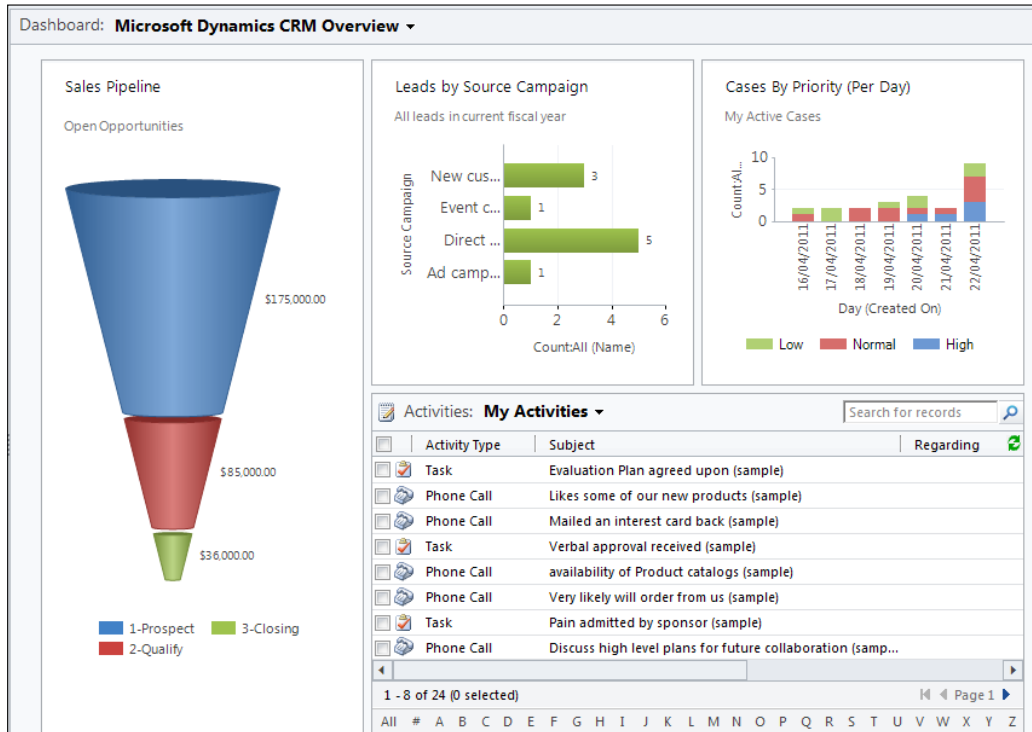 Dashboard: Microsoft Dynamics CRM Overview
Sales Pipeline
Open Opportunities
$175,000.00
$85,000.00
$36,000.00
1-Prospect 3-Closing
2-Qualify
Leads by Source Campaign
All leads in current fiscal year
Source Campaign
New cus... 3
Event c... 1
Direct ... 5
Ad camp... 1
0 2 4 6
Count:All (Name)
Cases By Priority (Per Day)
My Active Cases
Count:Al...
10
5
0
16/04/2011
17/04/2011
18/04/2011
19/04/2011
20/04/2011
21/04/2011
22/04/2011
Day (Created On)
Low Normal High
Activities: My Activities
Search for records
Activity Type Subject Regarding
Task Evaluation Plan agreed upon (sample)
Phone Call Likes some of our new products (sample)
Phone Call Mailed an interest card back (sample)
Task Verbal approval received (sample)
Phone Call availability of Product catalogs (sample)
Phone Call Very likely will order from us (sample)
Task Pain admitted by sponsor (sample)
Phone Call Discuss high level plans for future collaboration (samp...
1 - 8 of 24 (0 selected) Page 1
All # A B C D E F G H I J K L M N O P Q R S T U V W X Y Z